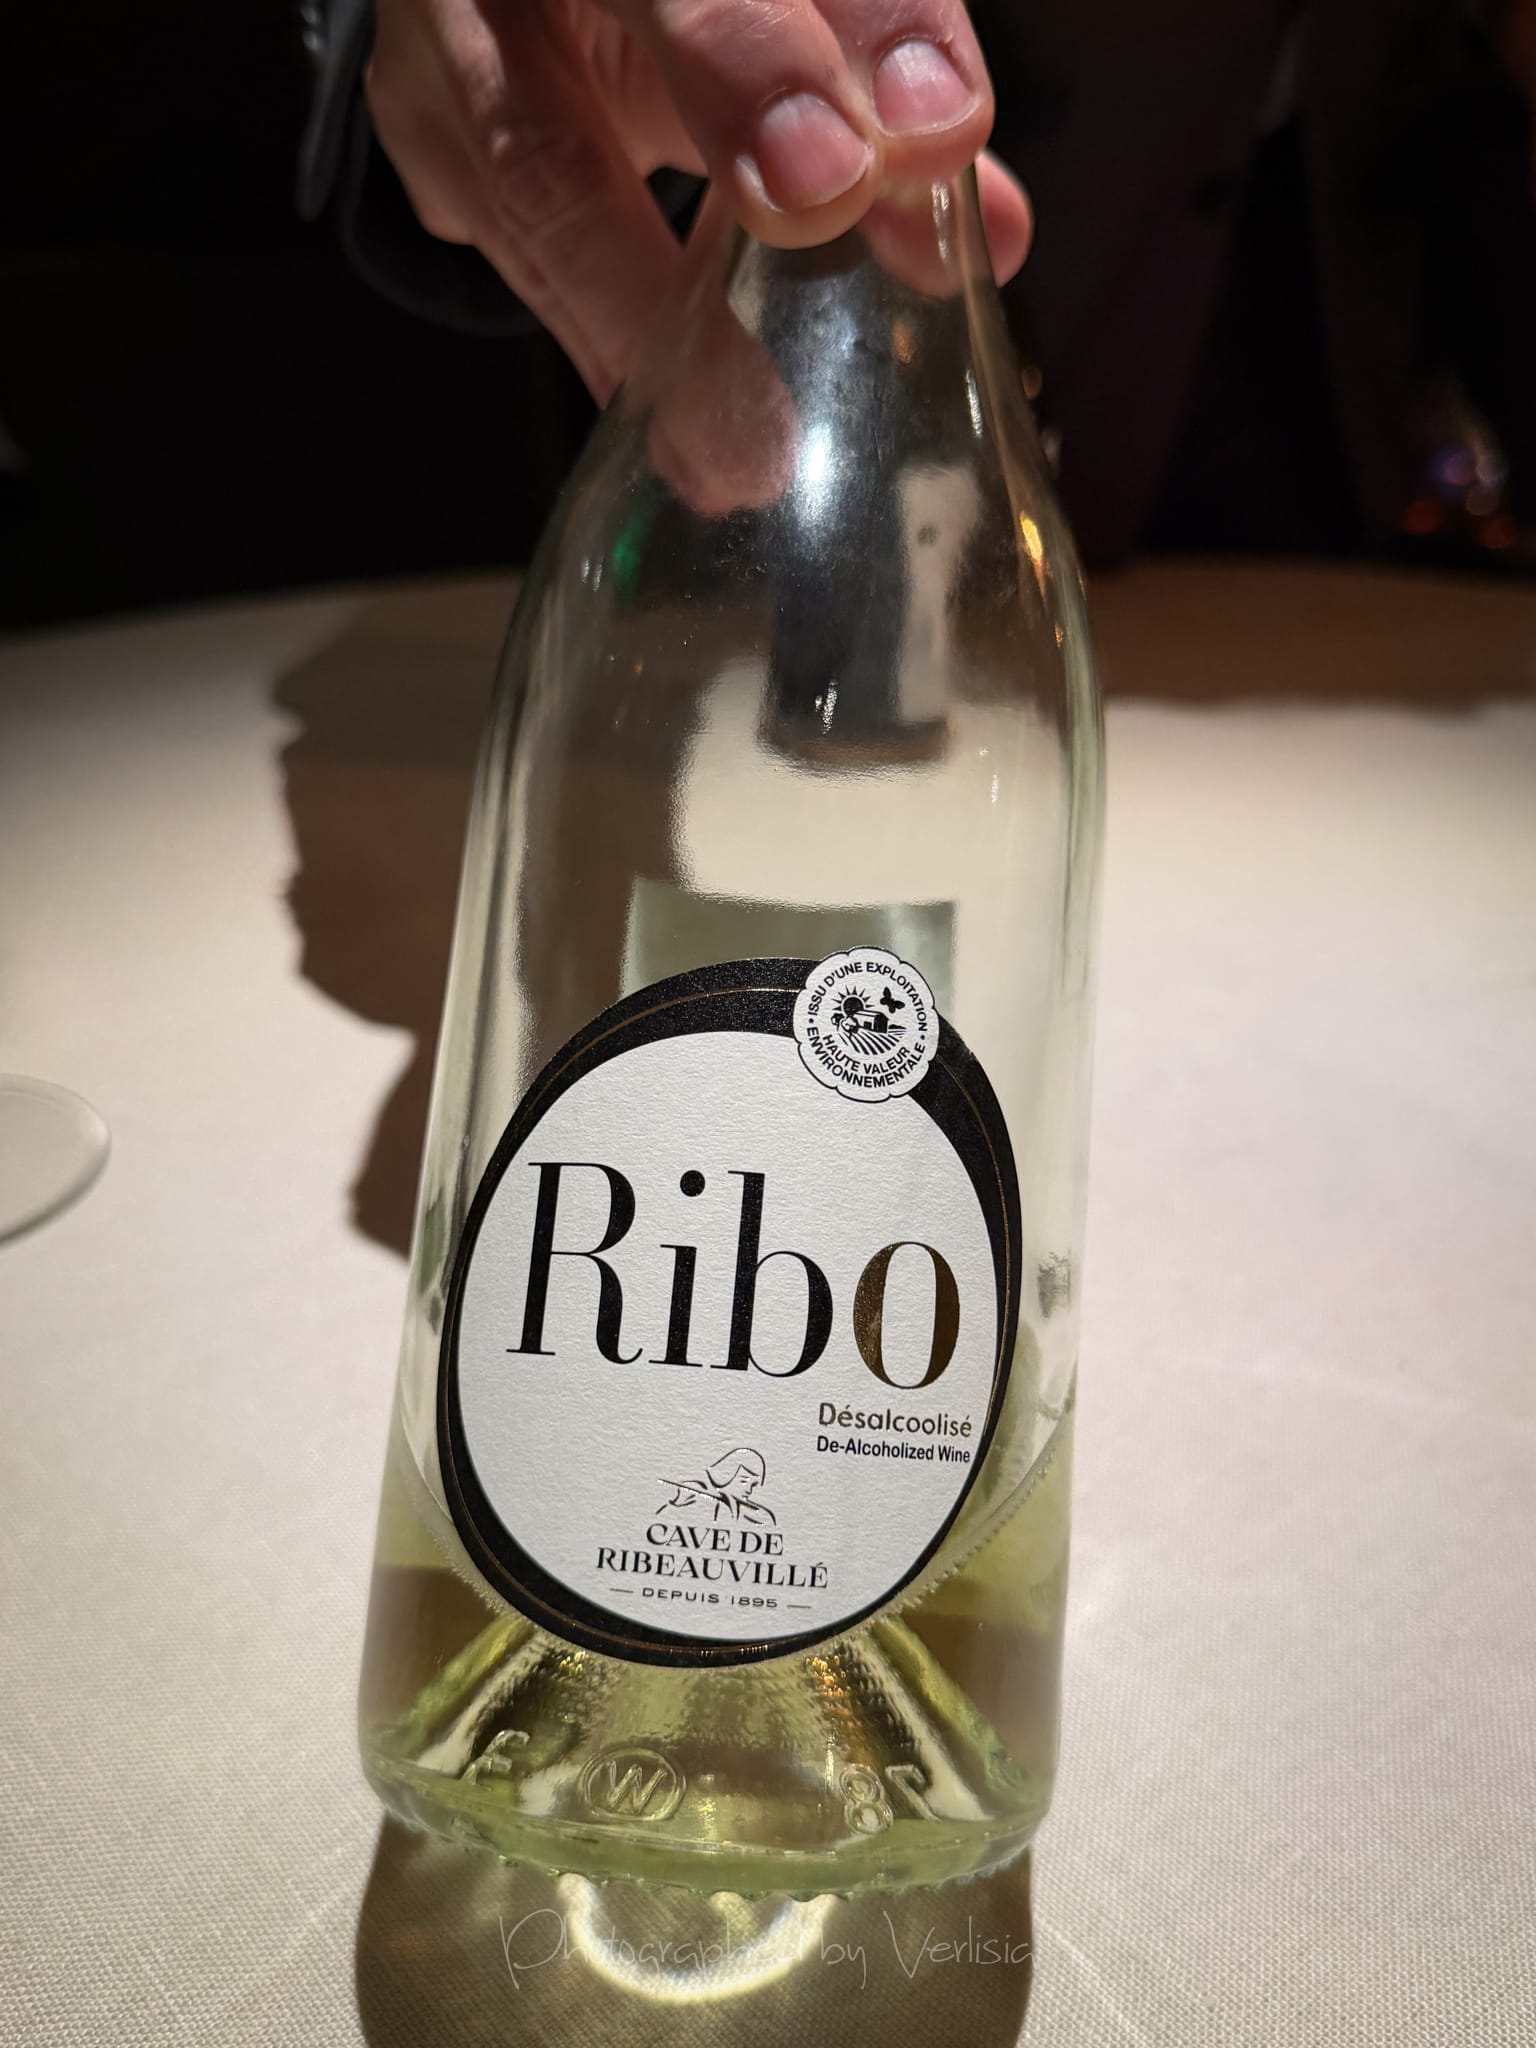 ISSU D'UNE EXPLOITATION
HAUTE VALEUR
ENVIRONNEMENTALE
Ribo
Désalcoolisé
De-Alcoholized Wine
CAVE DE
RIBEAUVILLÉ
DEPUIS 1895
W
Photographed by Verlisia